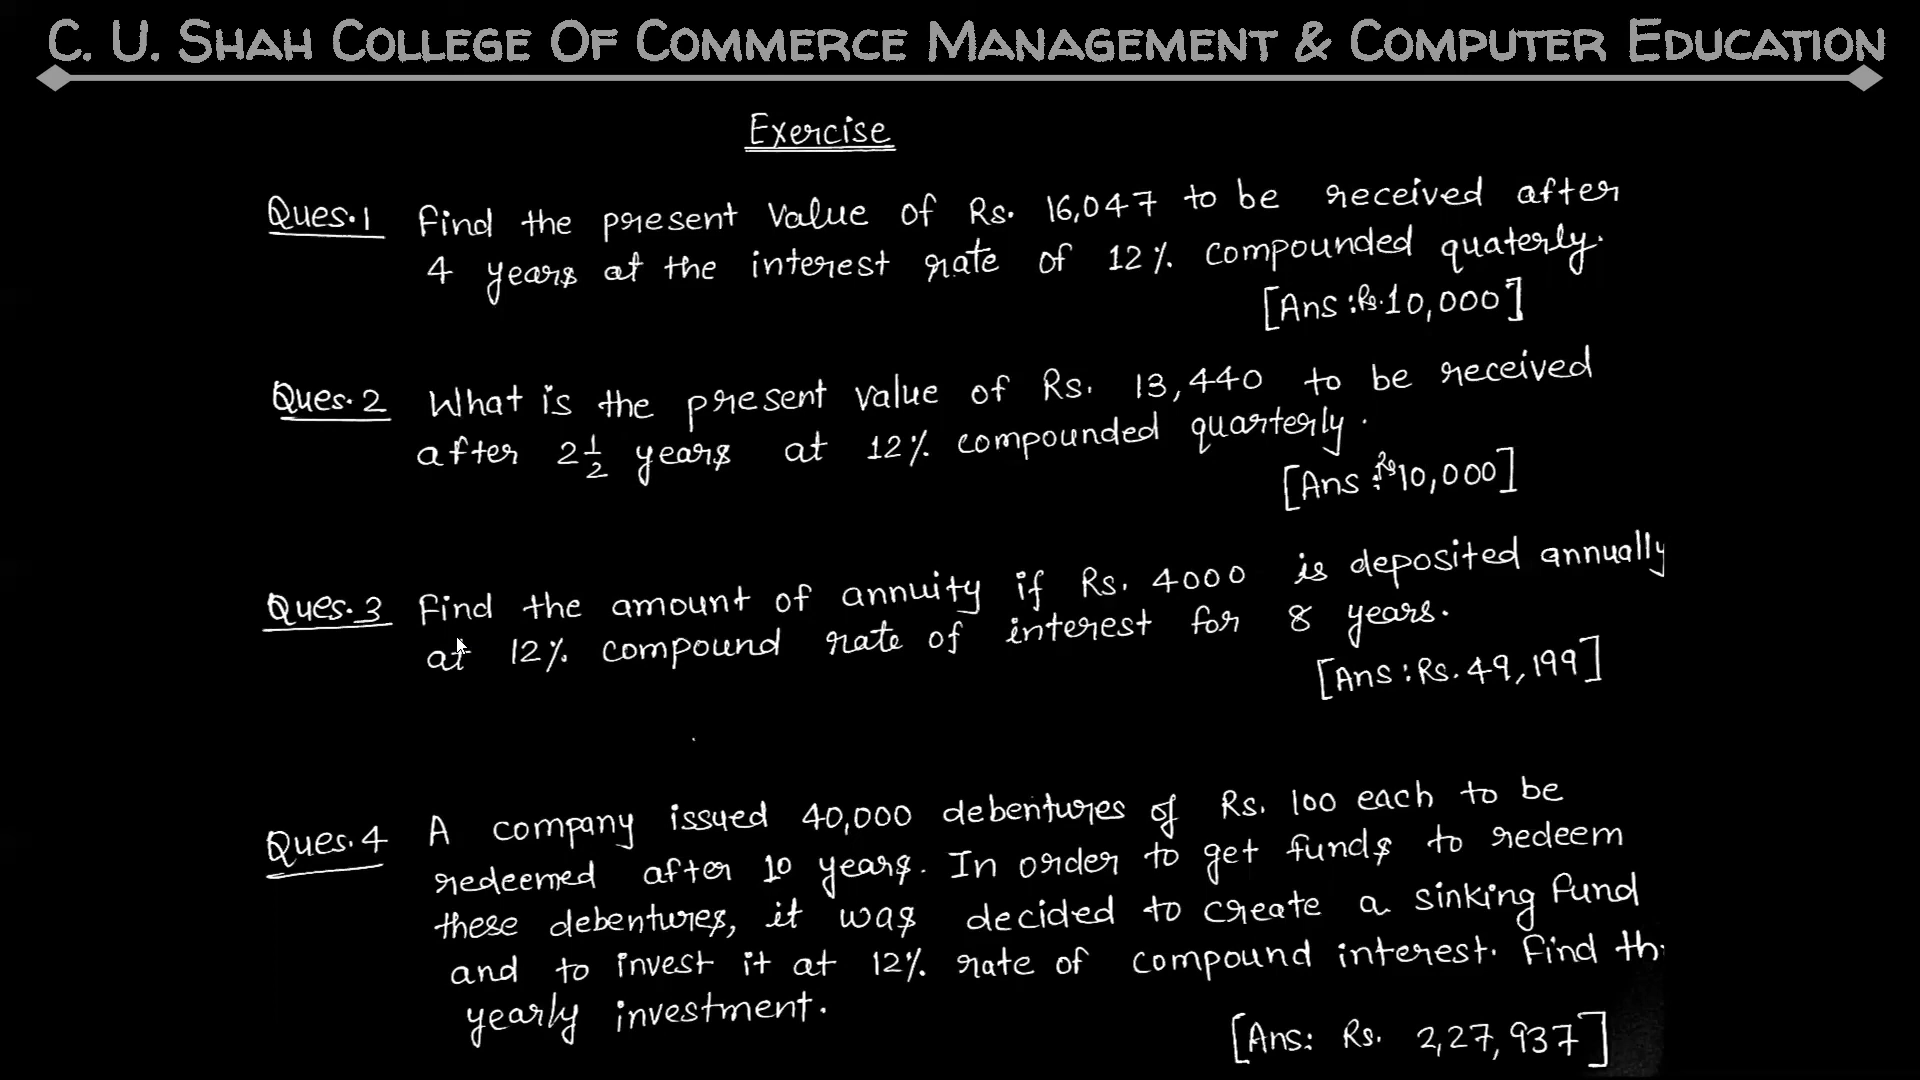 C. U. SHAH COLLEGE OF COMMERCE MANAGEMENT & COMPUTER EDUCATION
Exercise
Ques.1 Find the present value of Rs. 16,047 to be received after
4 years at the interest rate of 12% compounded quaterly.
[Ans: Rs. 10,000]
Ques.2 What is the present value of Rs. 13,440 to be received
after 2 1/2 years at 12% compounded quarterly.
[Ans: Rs 10,000]
Ques.3 Find the amount of annuity if Rs. 4000 is deposited annually
at 12% compound rate of interest for 8 years.
[Ans: Rs. 49,199]
Ques.4 A company issued 40,000 debentures of Rs. 100 each to be
redeemed after 10 years. In order to get funds to redeem
these debentures, it was decided to create a sinking fund
and to invest it at 12% rate of compound interest. Find th
yearly investment.
[Ans: Rs. 2,27,937]